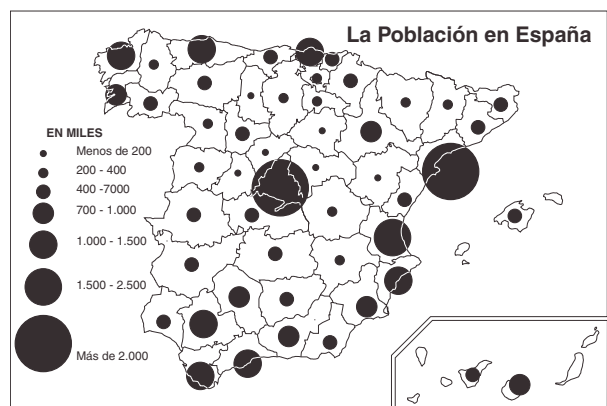 La Población en España
EN MILES
Menos de 200
200 - 400
400 -7000
700 - 1.000
1.000 - 1.500
1.500 - 2.500
Más de 2.000